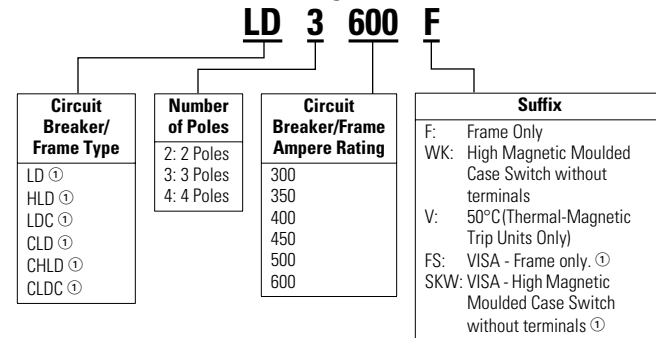 LD 3 600 F
Circuit
Breaker/
Frame Type
LD ①
HLD ①
LDC ①
CLD ①
CHLD ①
CLDC ①
Number
of Poles
2: 2 Poles
3: 3 Poles
4: 4 Poles
Circuit
Breaker/Frame
Ampere Rating
300
350
400
450
500
600
Suffix
F: Frame Only
WK: High Magnetic Moulded
Case Switch without
terminals
V: 50°C (Thermal-Magnetic
Trip Units Only)
FS: VISA - Frame only. ①
SKW: VISA - High Magnetic
Moulded Case Switch
without terminals ①